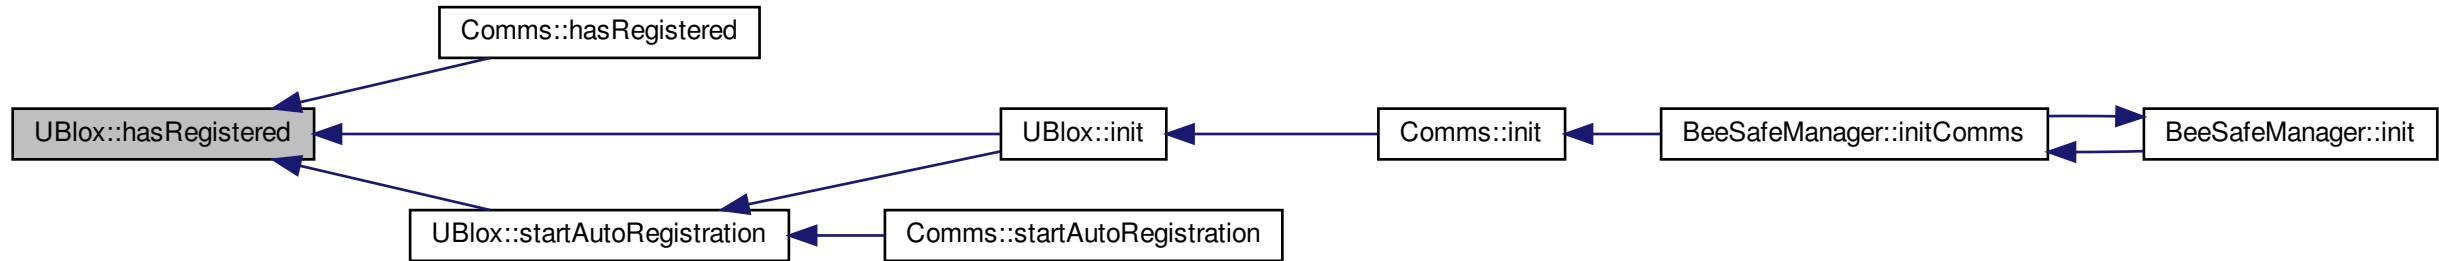 Comms::hasRegistered
UBlox::hasRegistered
UBlox::init
Comms::init
BeeSafeManager::initComms
BeeSafeManager::init
UBlox::startAutoRegistration
Comms::startAutoRegistration